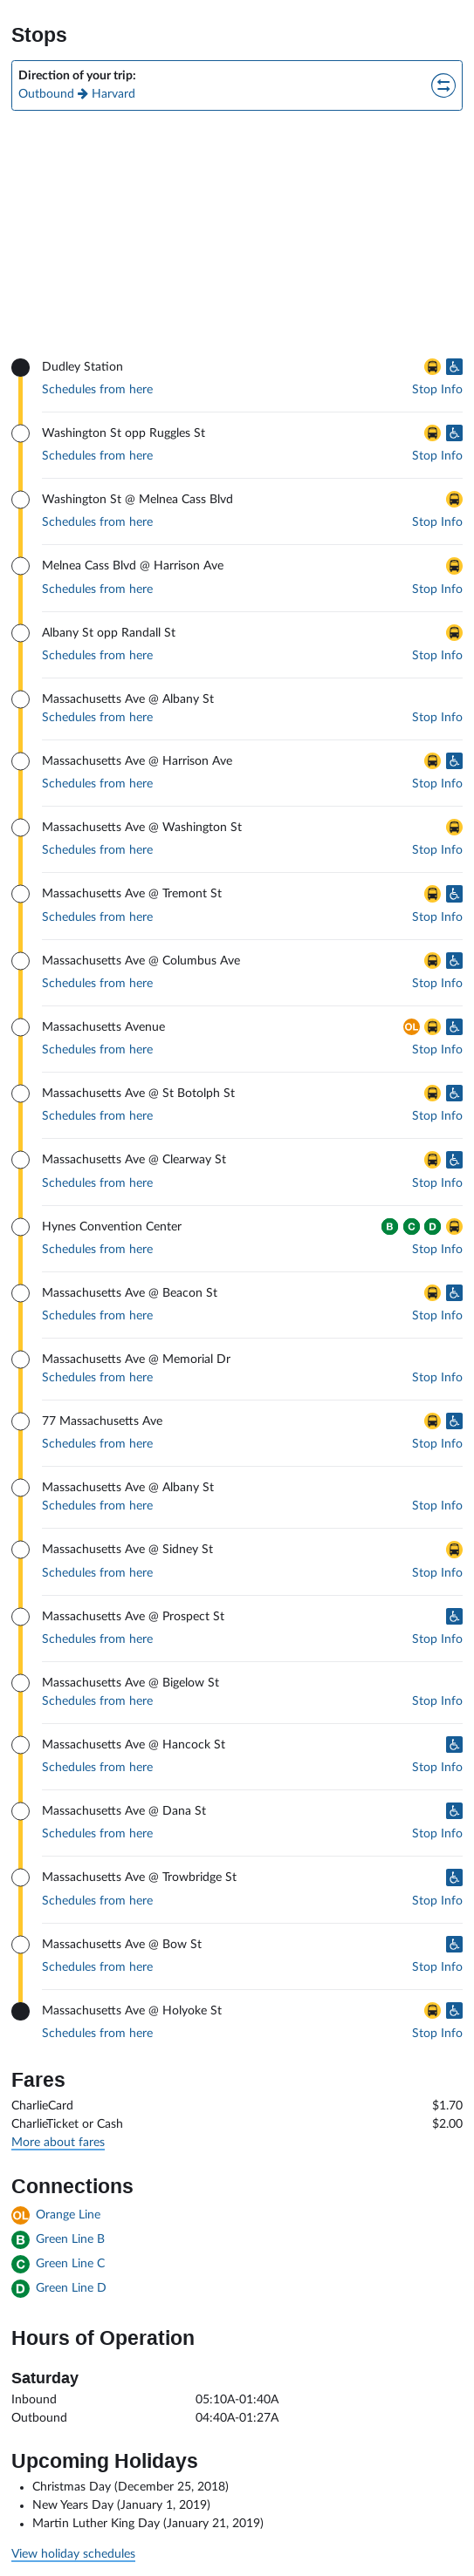 Stops
Direction of your trip:
Outbound → Harvard
Dudley Station
Schedules from here Stop Info
Washington St opp Ruggles St
Schedules from here Stop Info
Washington St @ Melnea Cass Blvd
Schedules from here Stop Info
Melnea Cass Blvd @ Harrison Ave
Schedules from here Stop Info
Albany St opp Randall St
Schedules from here Stop Info
Massachusetts Ave @ Albany St
Schedules from here Stop Info
Massachusetts Ave @ Harrison Ave
Schedules from here Stop Info
Massachusetts Ave @ Washington St
Schedules from here Stop Info
Massachusetts Ave @ Tremont St
Schedules from here Stop Info
Massachusetts Ave @ Columbus Ave
Schedules from here Stop Info
Massachusetts Avenue OL
Schedules from here Stop Info
Massachusetts Ave @ St Botolph St
Schedules from here Stop Info
Massachusetts Ave @ Clearway St
Schedules from here Stop Info
Hynes Convention Center B C D
Schedules from here Stop Info
Massachusetts Ave @ Beacon St
Schedules from here Stop Info
Massachusetts Ave @ Memorial Dr
Schedules from here Stop Info
77 Massachusetts Ave
Schedules from here Stop Info
Massachusetts Ave @ Albany St
Schedules from here Stop Info
Massachusetts Ave @ Sidney St
Schedules from here Stop Info
Massachusetts Ave @ Prospect St
Schedules from here Stop Info
Massachusetts Ave @ Bigelow St
Schedules from here Stop Info
Massachusetts Ave @ Hancock St
Schedules from here Stop Info
Massachusetts Ave @ Dana St
Schedules from here Stop Info
Massachusetts Ave @ Trowbridge St
Schedules from here Stop Info
Massachusetts Ave @ Bow St
Schedules from here Stop Info
Massachusetts Ave @ Holyoke St
Schedules from here Stop Info
Fares
CharlieCard $1.70
CharlieTicket or Cash $2.00
More about fares
Connections
OL Orange Line
B Green Line B
C Green Line C
D Green Line D
Hours of Operation
Saturday
Inbound 05:10A-01:40A
Outbound 04:40A-01:27A
Upcoming Holidays
• Christmas Day (December 25, 2018)
• New Years Day (January 1, 2019)
• Martin Luther King Day (January 21, 2019)
View holiday schedules